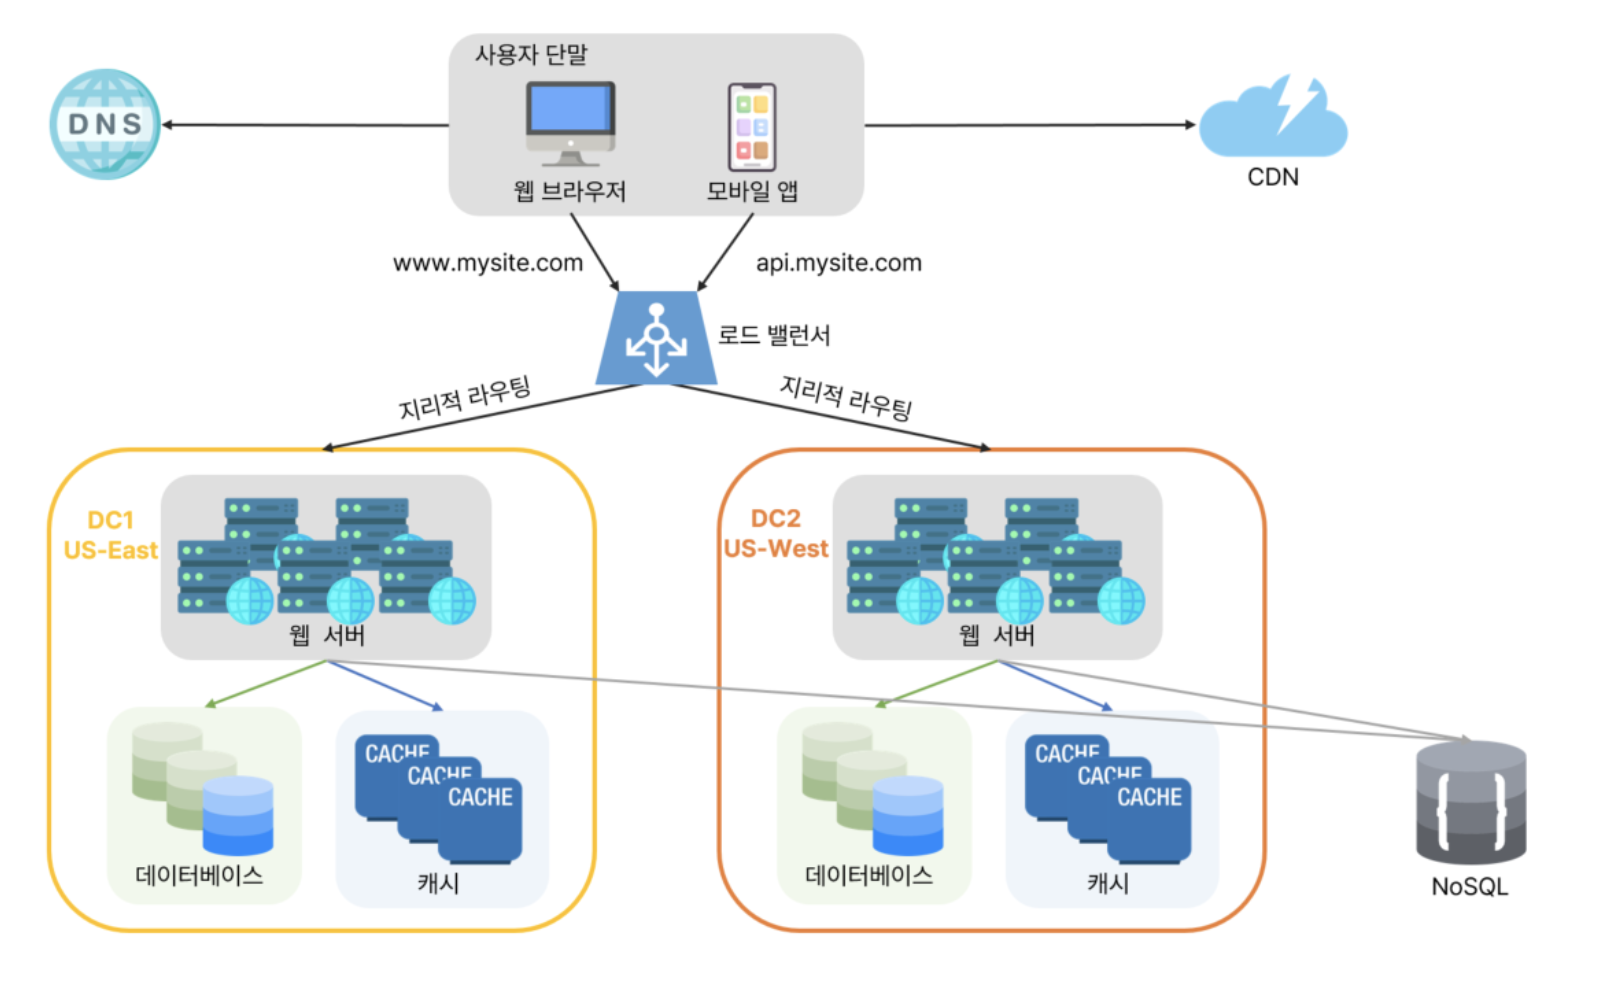 사용자 단말
DNS
웹 브라우저
모바일 앱
CDN
www.mysite.com
api.mysite.com
로드 밸런서
지리적 라우팅
지리적 라우팅
DC1
US-East
웹 서버
DC2
US-West
웹 서버
CACHE
CACHE
CACHE
데이터베이스
캐시
CACHE
CACHE
CACHE
데이터베이스
캐시
{ }
NoSQL